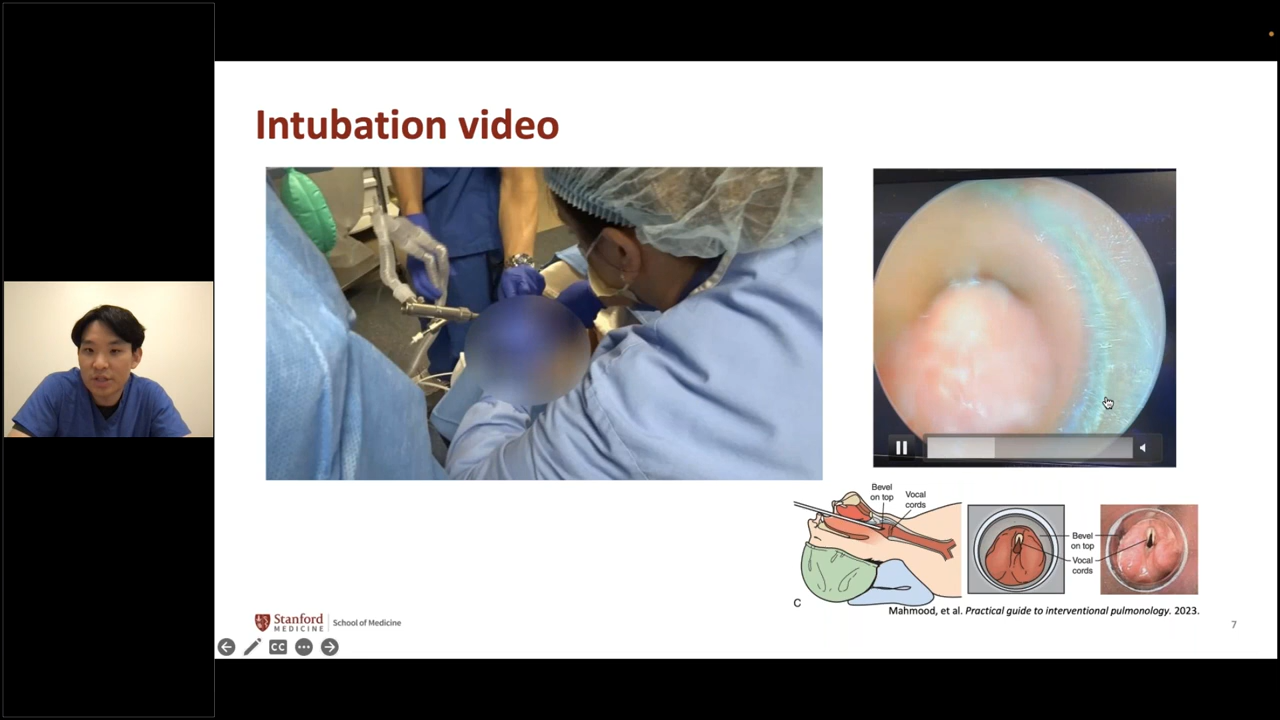 Intubation video
Bevel
on top
Vocal
cords
Bevel
on top
Vocal
cords
C
Mahmood, et al. Practical guide to interventional pulmonology. 2023.
Stanford
MEDICINE
School of Medicine
7
CC